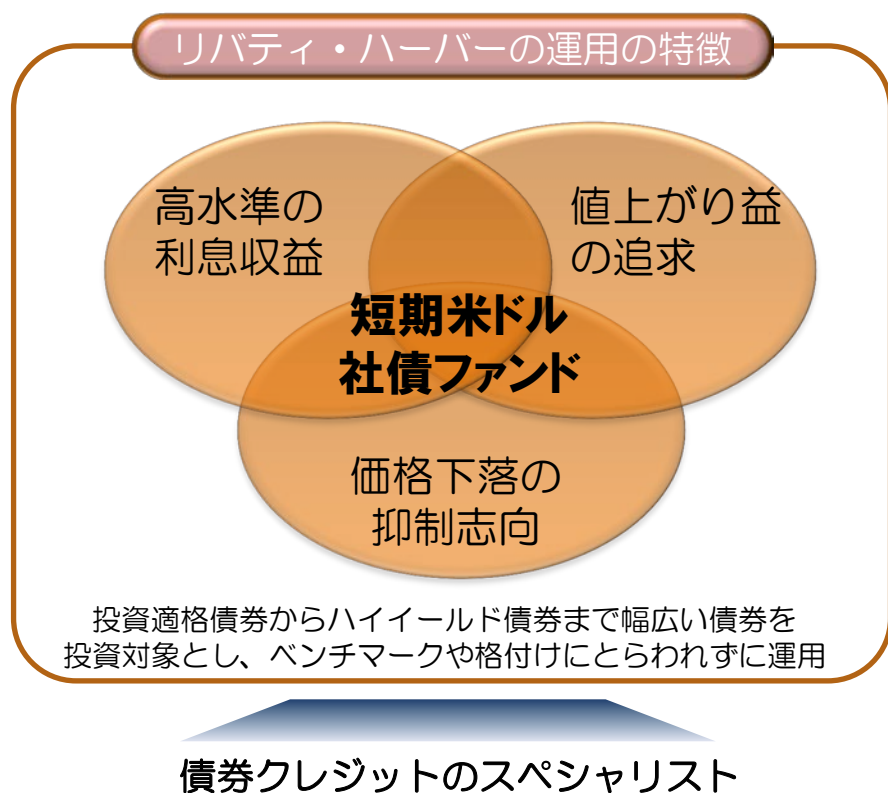 リバティ・ハーバーの運用の特徴
高水準の
利息収益
値上がり益
の追求
短期米ドル
社債ファンド
価格下落の
抑制志向
投資適格債券からハイイールド債券まで幅広い債券を
投資対象とし、ベンチマークや格付けにとらわれずに運用
債券クレジットのスペシャリスト